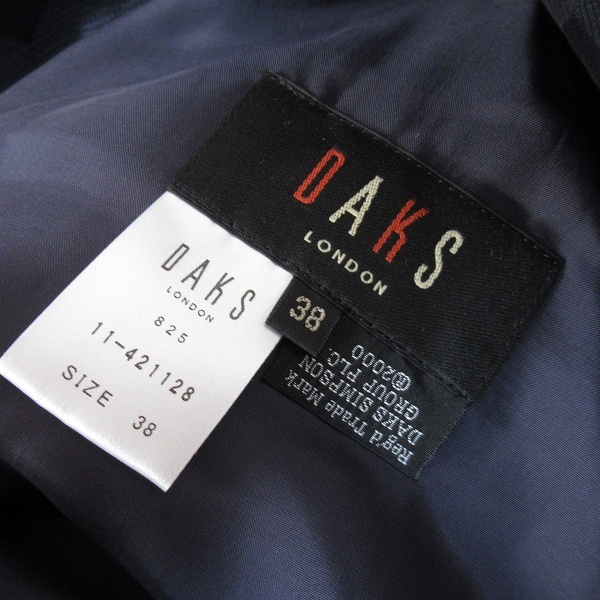 DAKS
LONDON
38
Reg'd Trade Mark
DAKS SIMPSON
GROUP PLC.
©2000
DAKS
LONDON
825
11-421128
SIZE 38